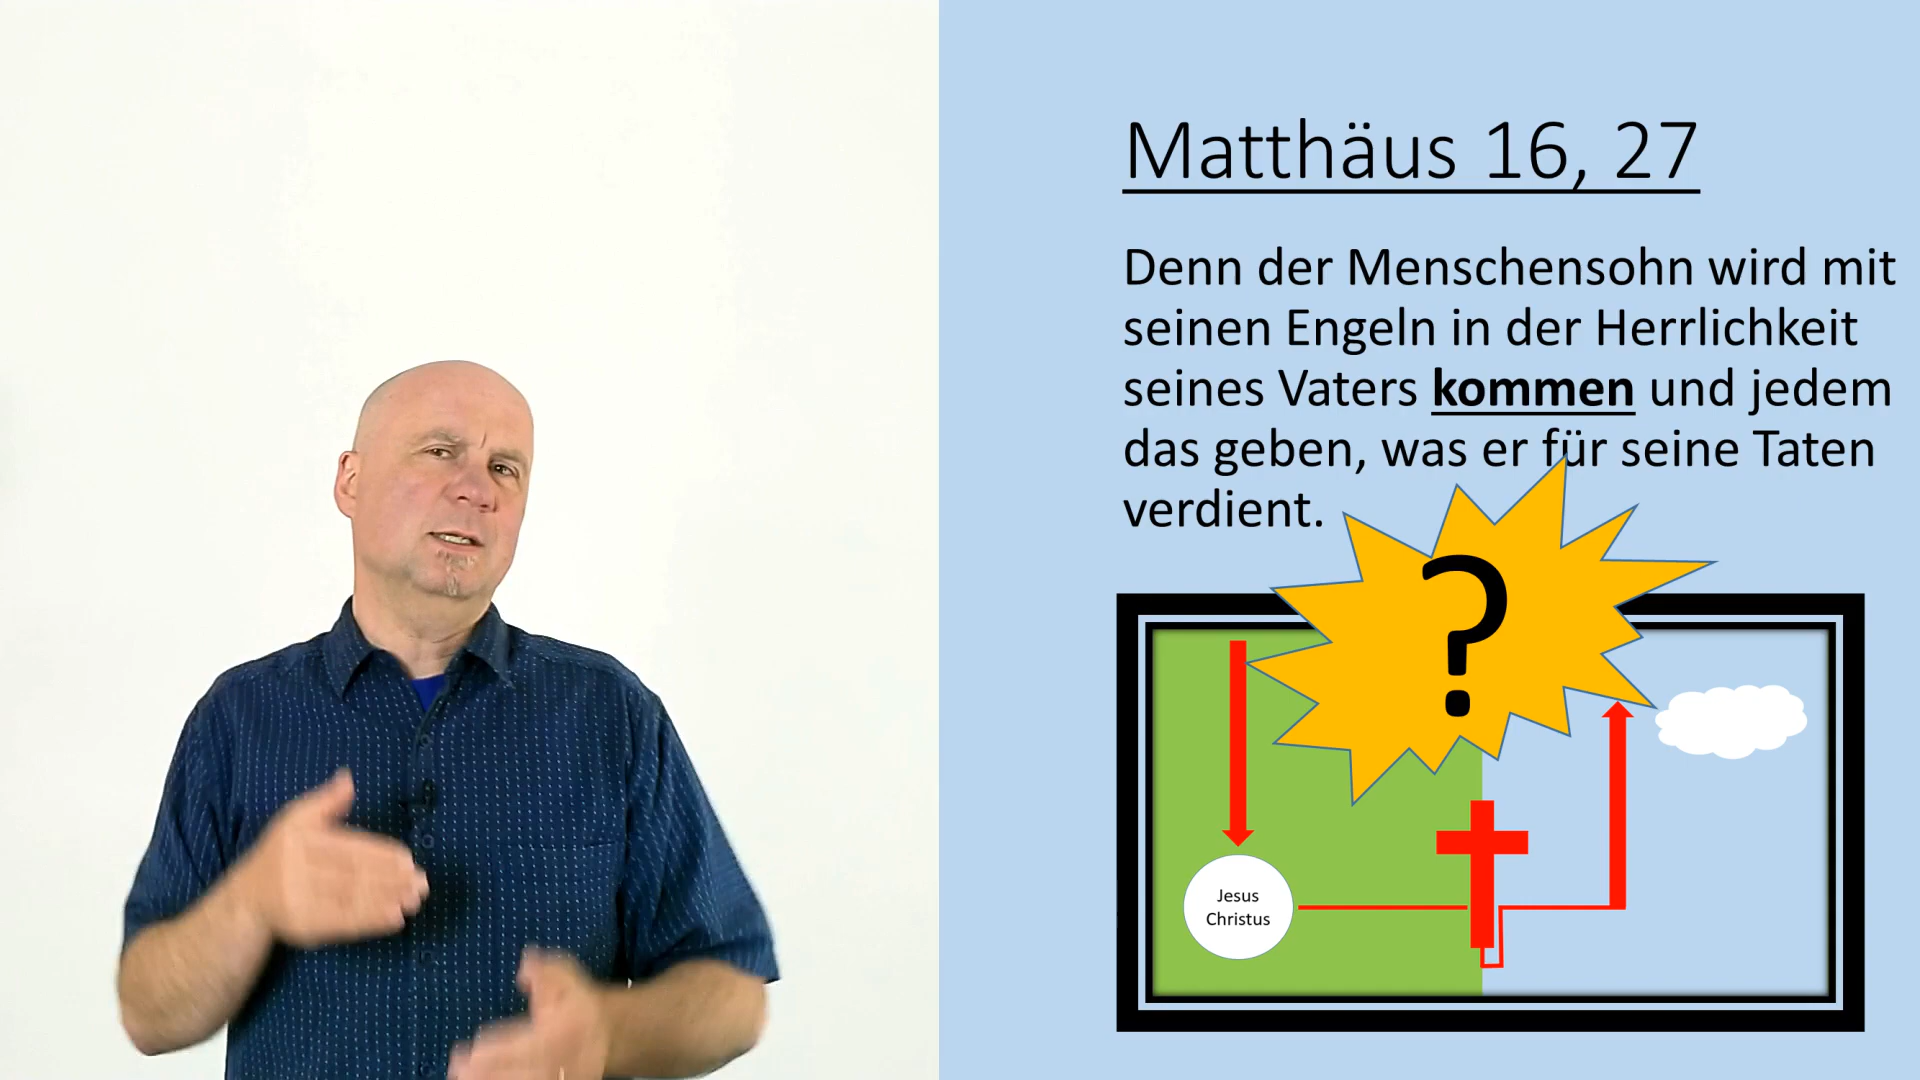 Matthäus 16, 27
Denn der Menschensohn wird mit
seinen Engeln in der Herrlichkeit
seines Vaters kommen und jedem
das geben, was er für seine Taten
verdient.
?
Jesus
Christus